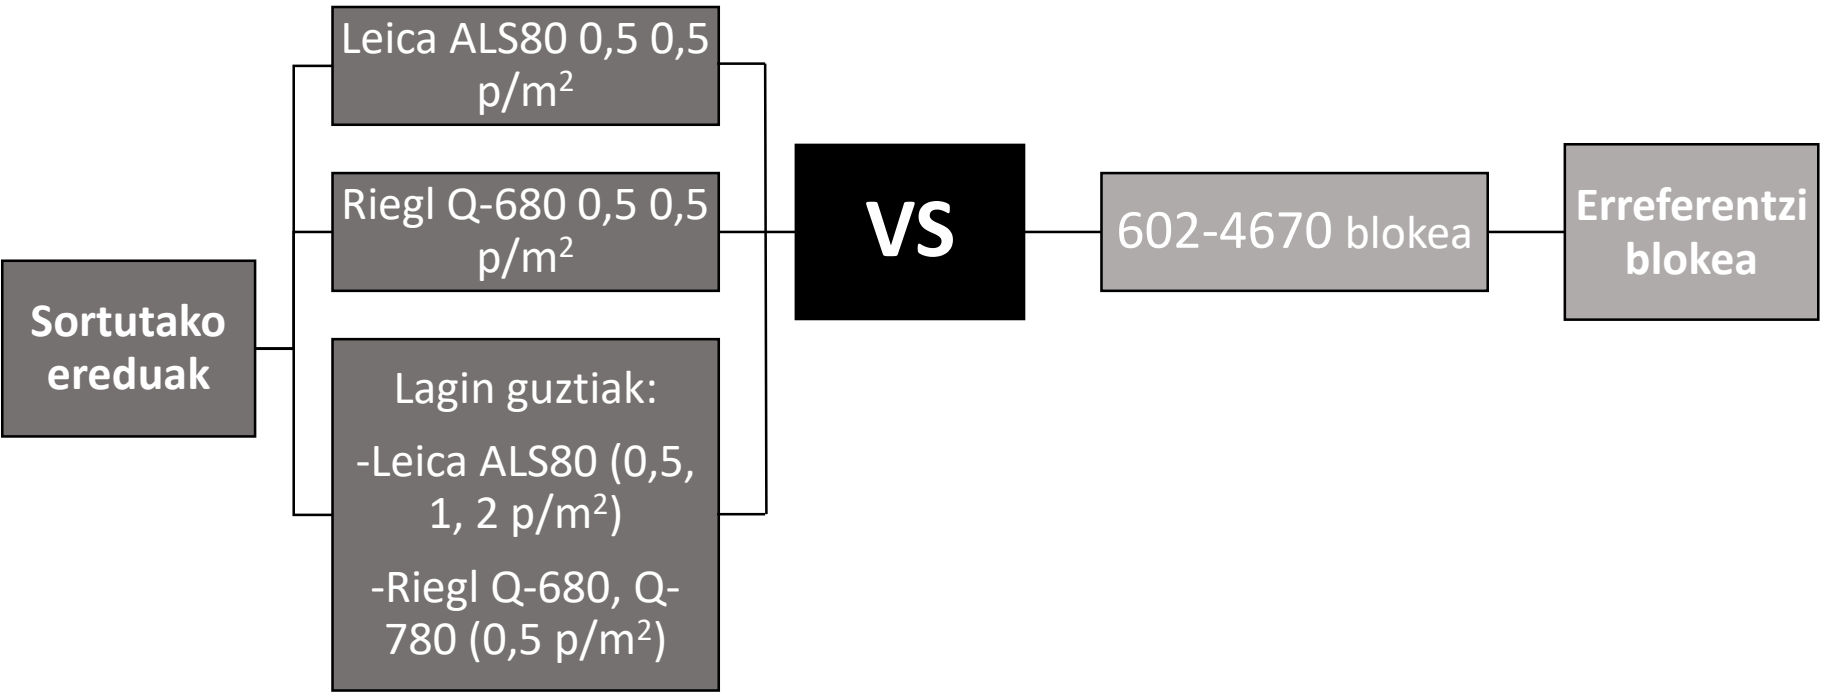 Sortutako
ereduak
Leica ALS80 0,5 0,5
p/m²
Riegl Q-680 0,5 0,5
p/m²
Lagin guztiak:
-Leica ALS80 (0,5,
1, 2 p/m²)
-Riegl Q-680, Q-
780 (0,5 p/m²)
VS
602-4670 blokea
Erreferentzi
blokea